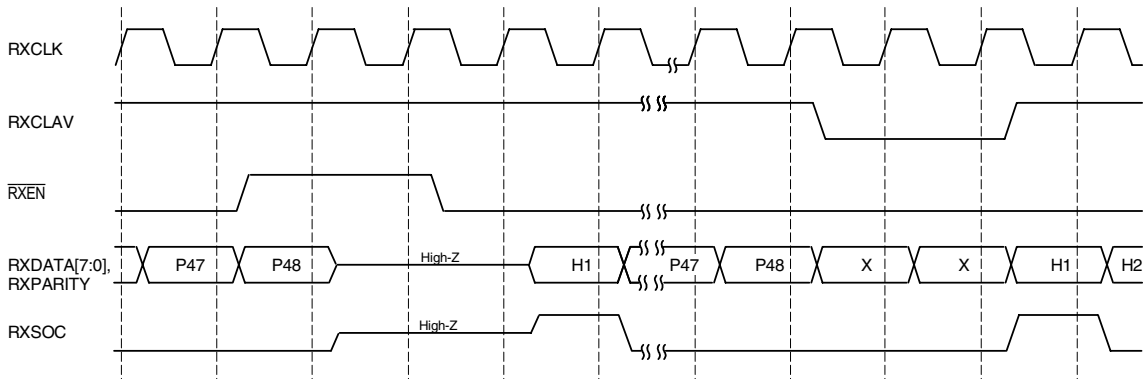 RXCLK
RXCLAV
RXEN
RXDATA[7:0],
RXPARITY
P47
P48
High-Z
H1
P47
P48
X
X
H1
H2
RXSOC
High-Z